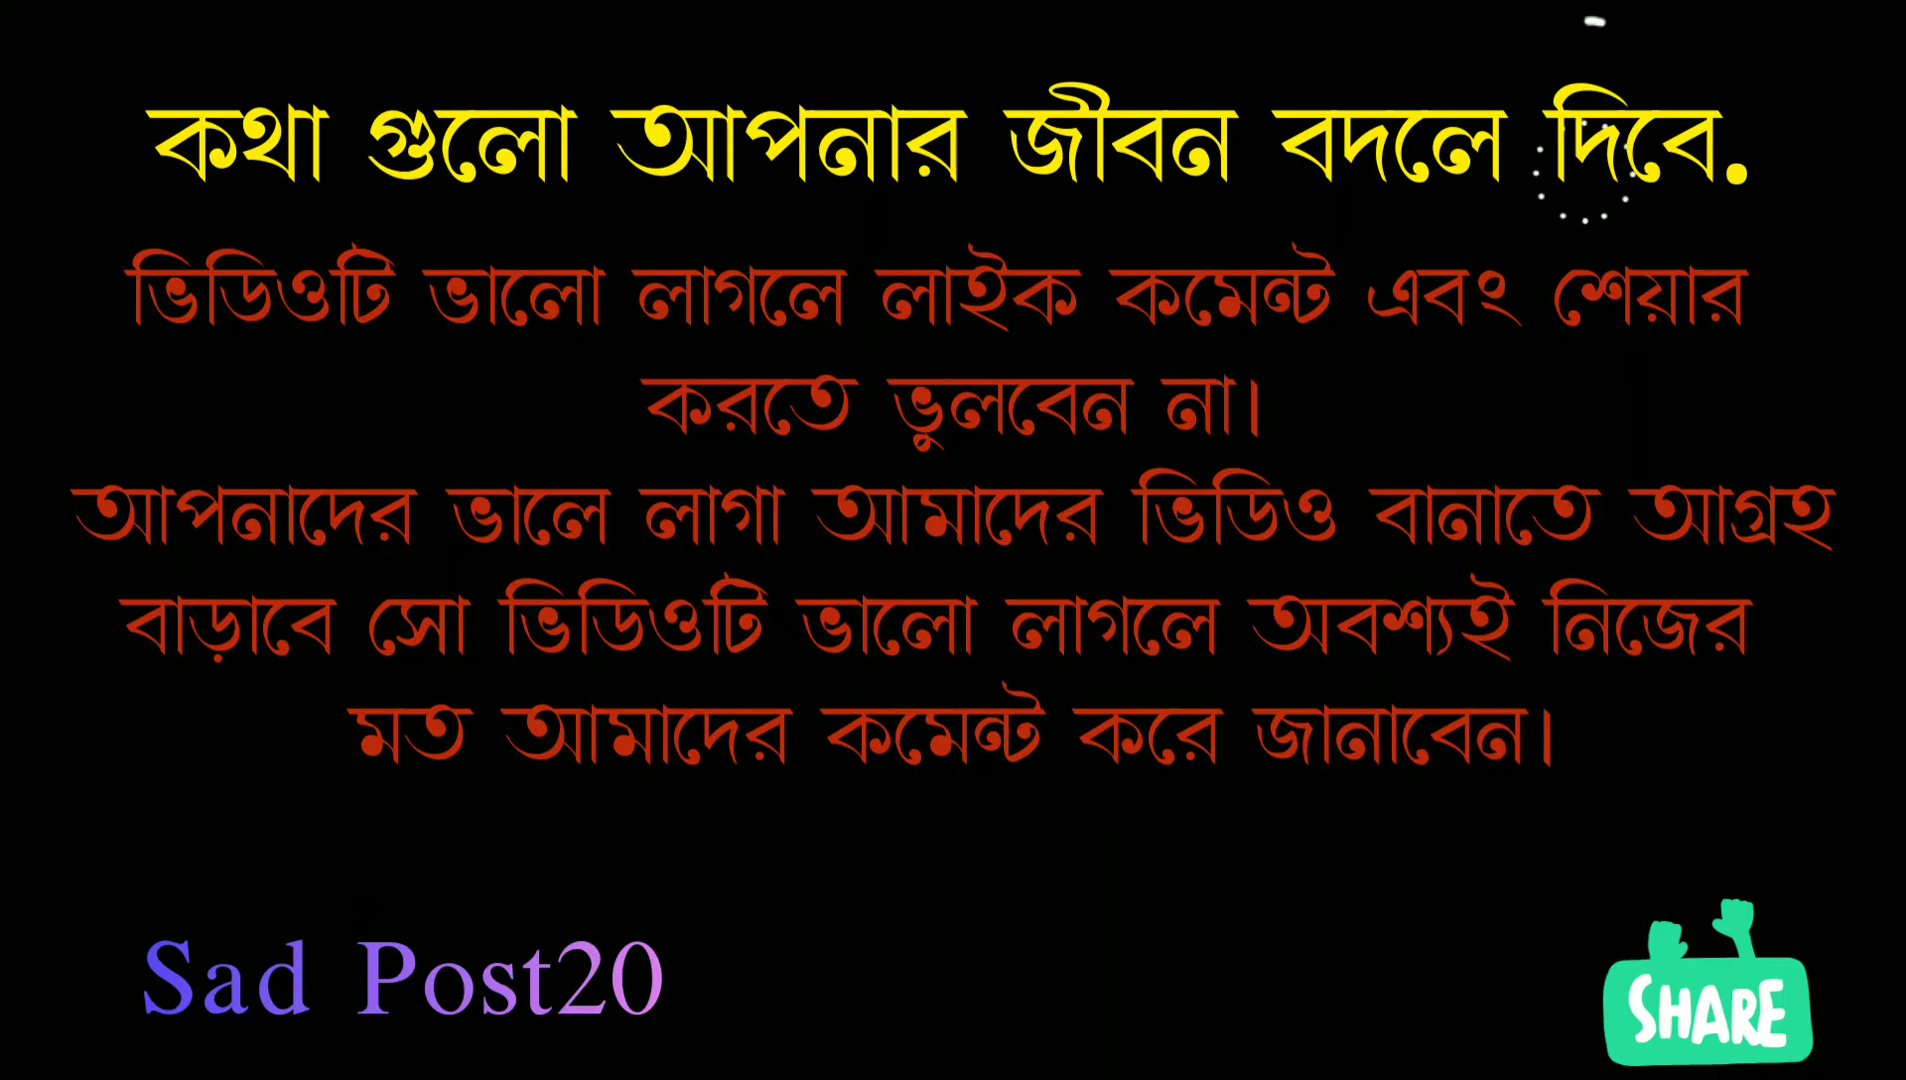 কথা গুলো আপনার জীবন বদলে দিবে.
ভিডিওটি ভালো লাগলে লাইক কমেন্ট এবং শেয়ার
করতে ভুলবেন না।
আপনাদের ভালে লাগা আমাদের ভিডিও বানাতে আগ্রহ
বাড়াবে সো ভিডিওটি ভালো লাগলে অবশ্যই নিজের
মত আমাদের কমেন্ট করে জানাবেন।
Sad Post20
SHARE